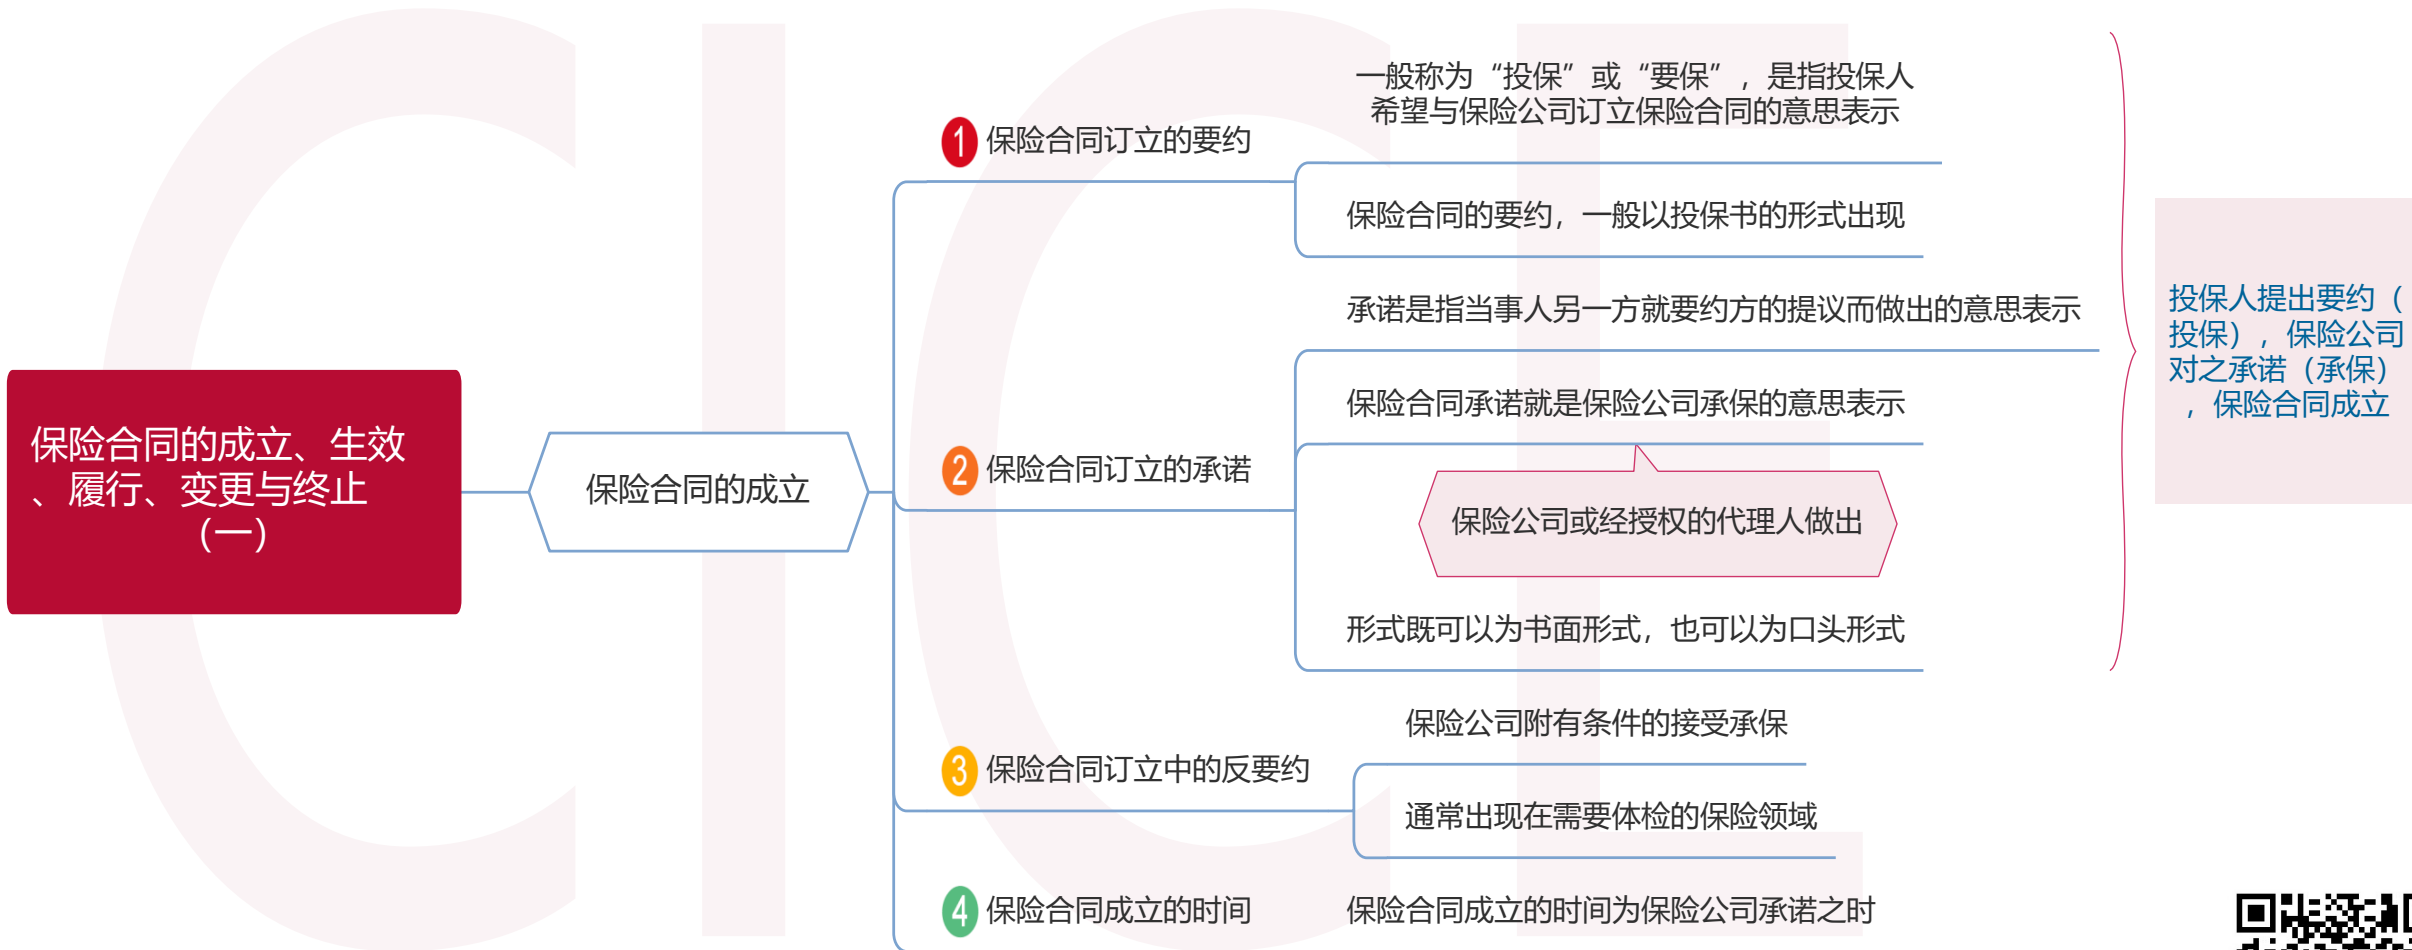 保险合同的成立、生效
、履行、变更与终止
（一）
保险合同的成立
1 保险合同订立的要约
一般称为“投保”或“要保”，是指投保人
希望与保险公司订立保险合同的意思表示
保险合同的要约，一般以投保书的形式出现
2 保险合同订立的承诺
承诺是指当事人另一方就要约方的提议而做出的意思表示
保险合同承诺就是保险公司承保的意思表示
保险公司或经授权的代理人做出
形式既可以为书面形式，也可以为口头形式
投保人提出要约（
投保），保险公司
对之承诺（承保）
，保险合同成立
3 保险合同订立中的反要约
保险公司附有条件的接受承保
通常出现在需要体检的保险领域
4 保险合同成立的时间
保险合同成立的时间为保险公司承诺之时
CICE